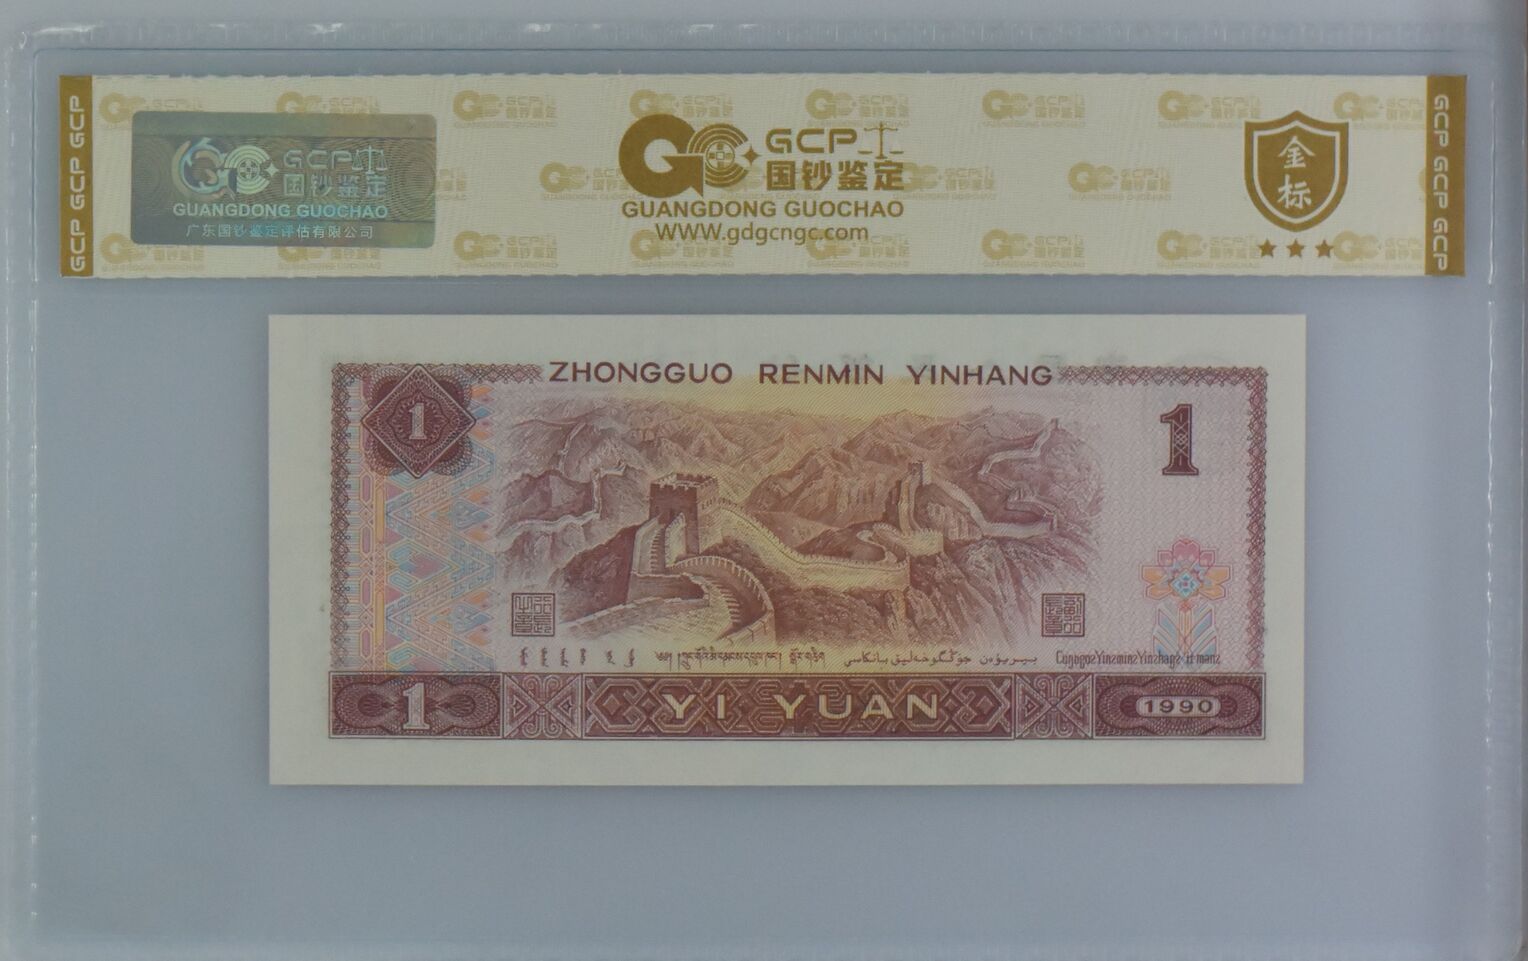 GCP GCP GCP
GCP
国钞鉴定
GUANGDONG GUOCHAO
广东国钞鉴定评估有限公司
GCP
国钞鉴定
GUANGDONG GUOCHAO
WWW.gdgcngc.com
金标
GCP GCP GCP
ZHONGGUO RENMIN YINHANG
1
1
1
YI YUAN
1990